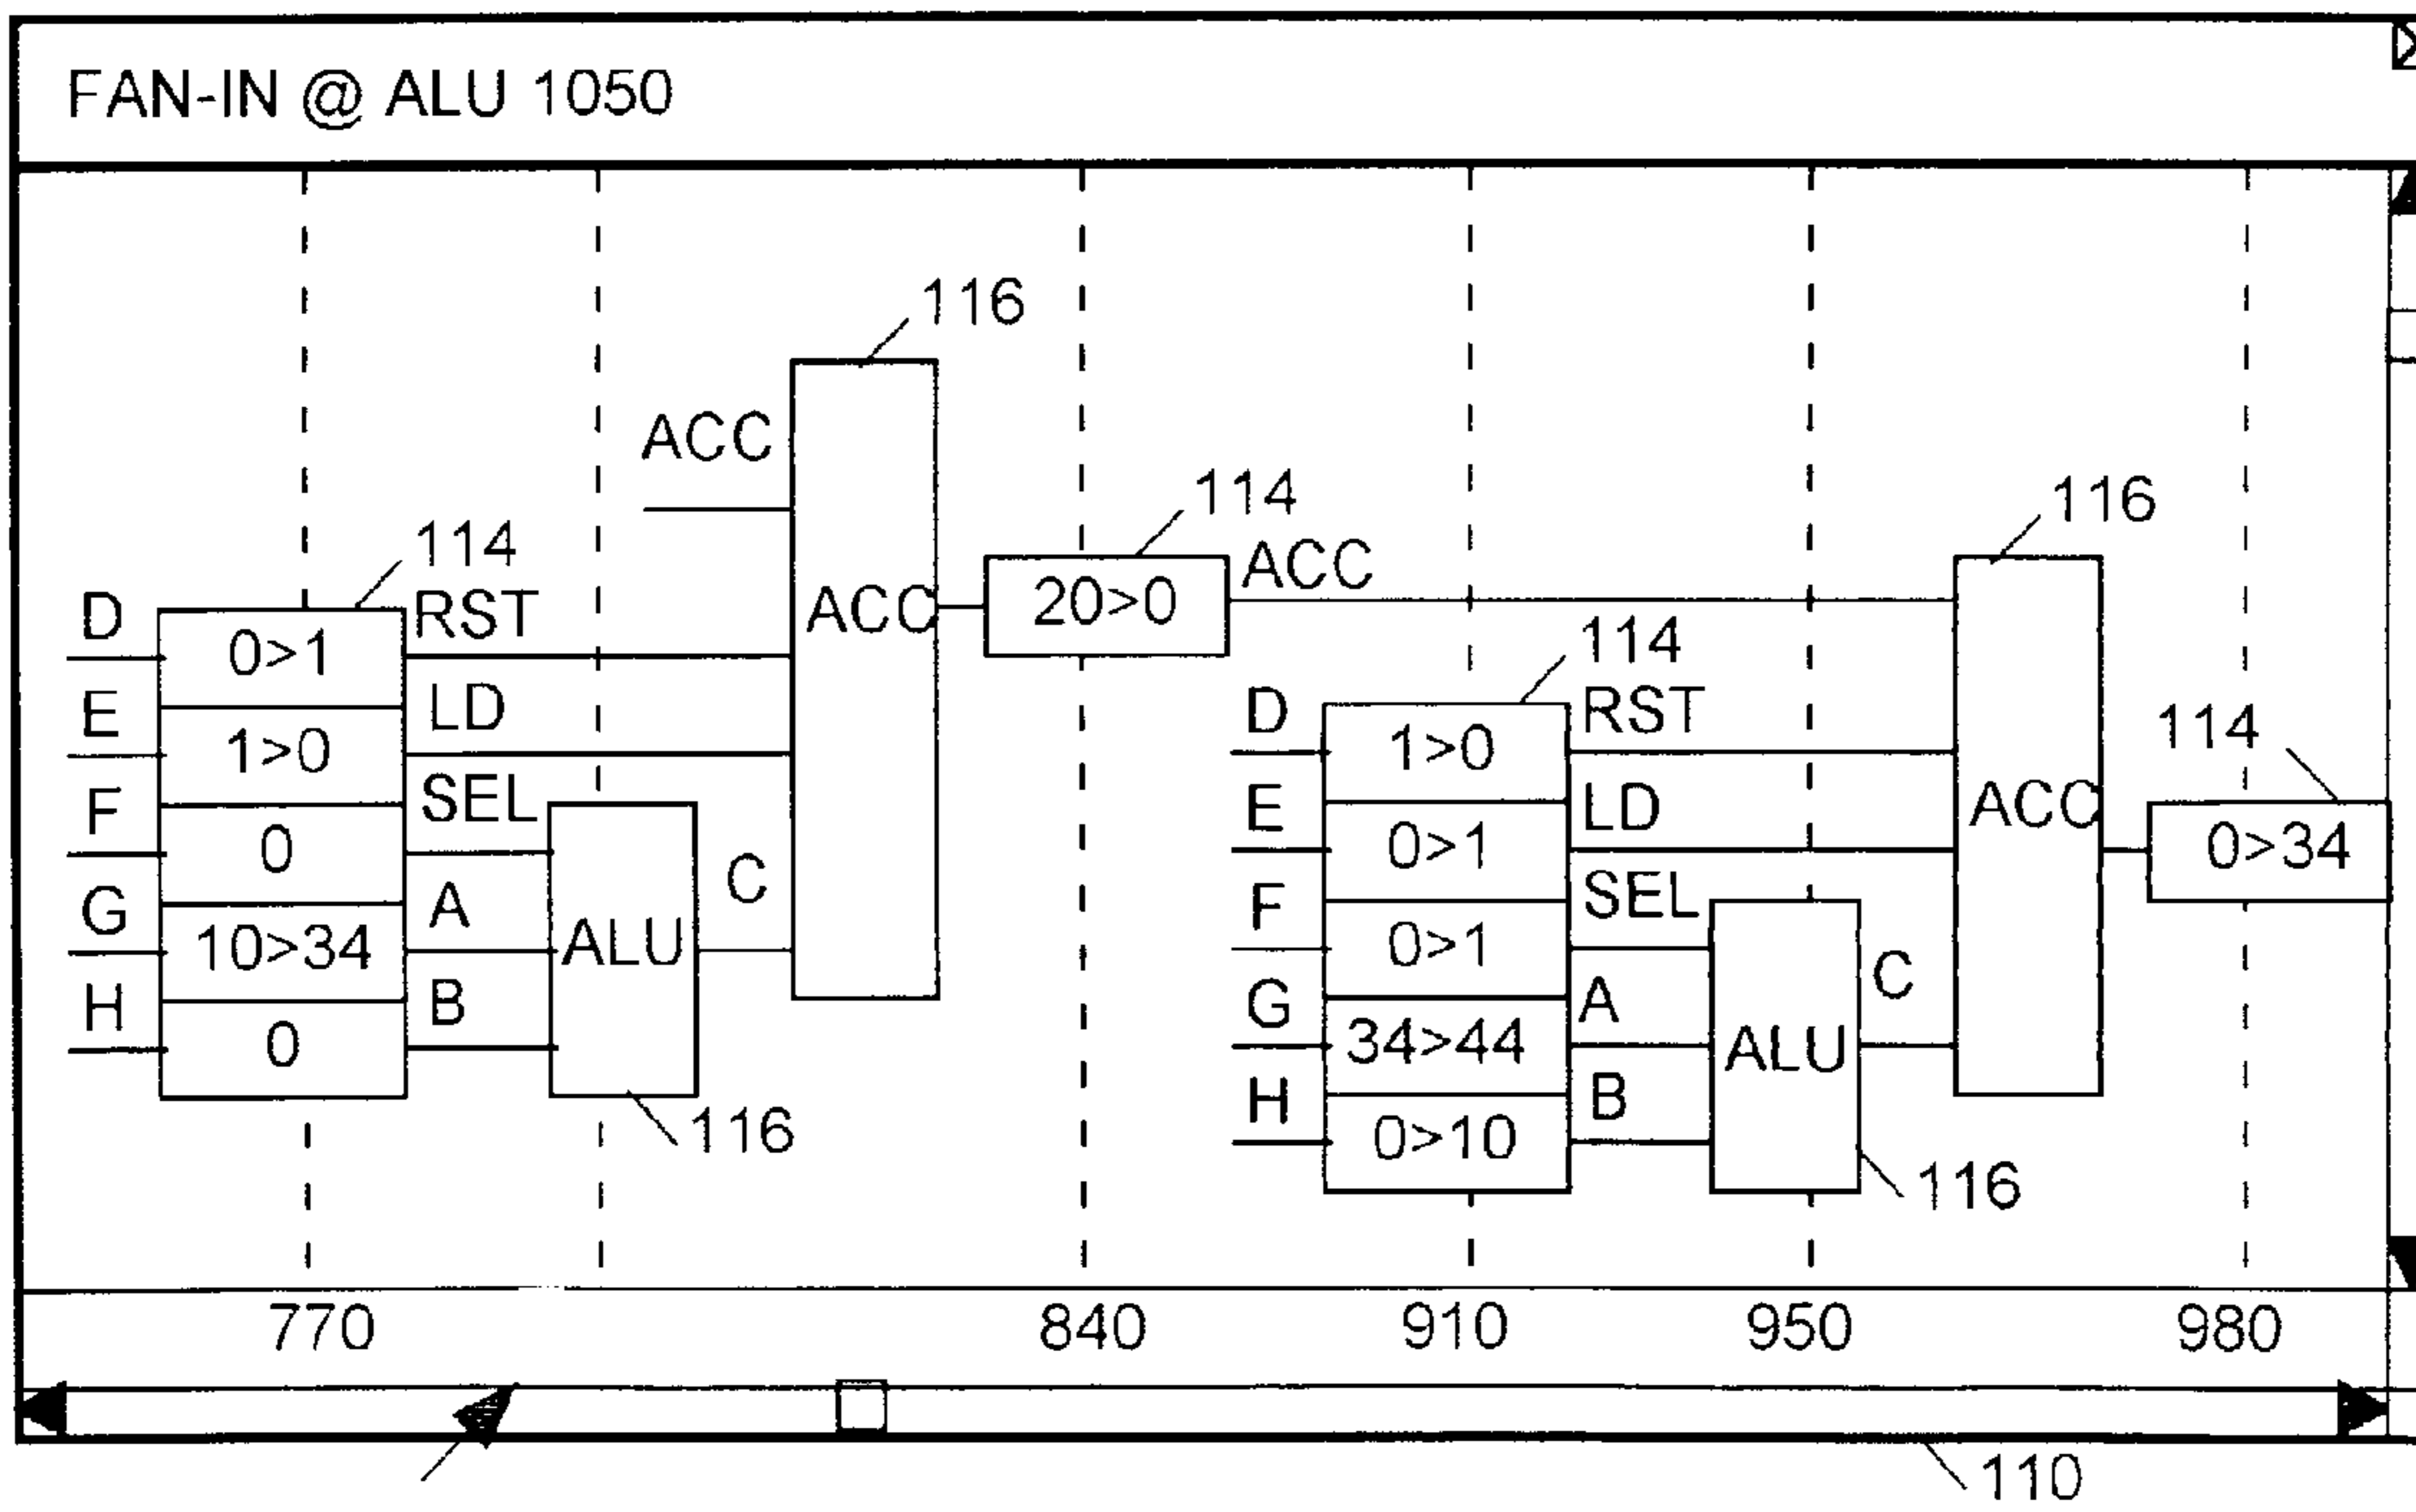 FAN-IN @ ALU 1050
116
ACC
114
ACC
116
114
D
0>1
RST
ACC
20>0
114
E
1>0
LD
D
1>0
RST
114
F
0
SEL
C
E
0>1
LD
ACC
0>34
G
10>34
A
ALU
F
0>1
SEL
H
0
B
G
34>44
A
ALU
C
116
H
0>10
B
116
770
840
910
950
980
110